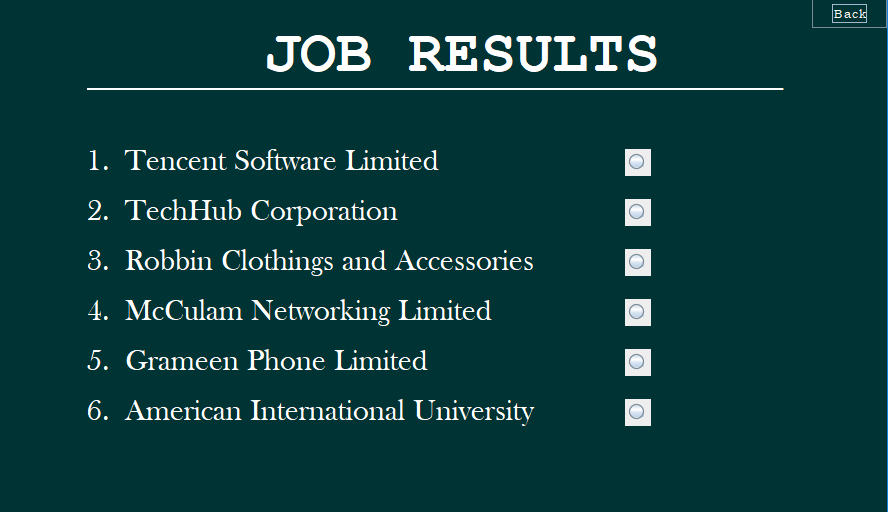 Back
JOB RESULTS
1. Tencent Software Limited
2. TechHub Corporation
3. Robbin Clothings and Accessories
4. McCulam Networking Limited
5. Grameen Phone Limited
6. American International University